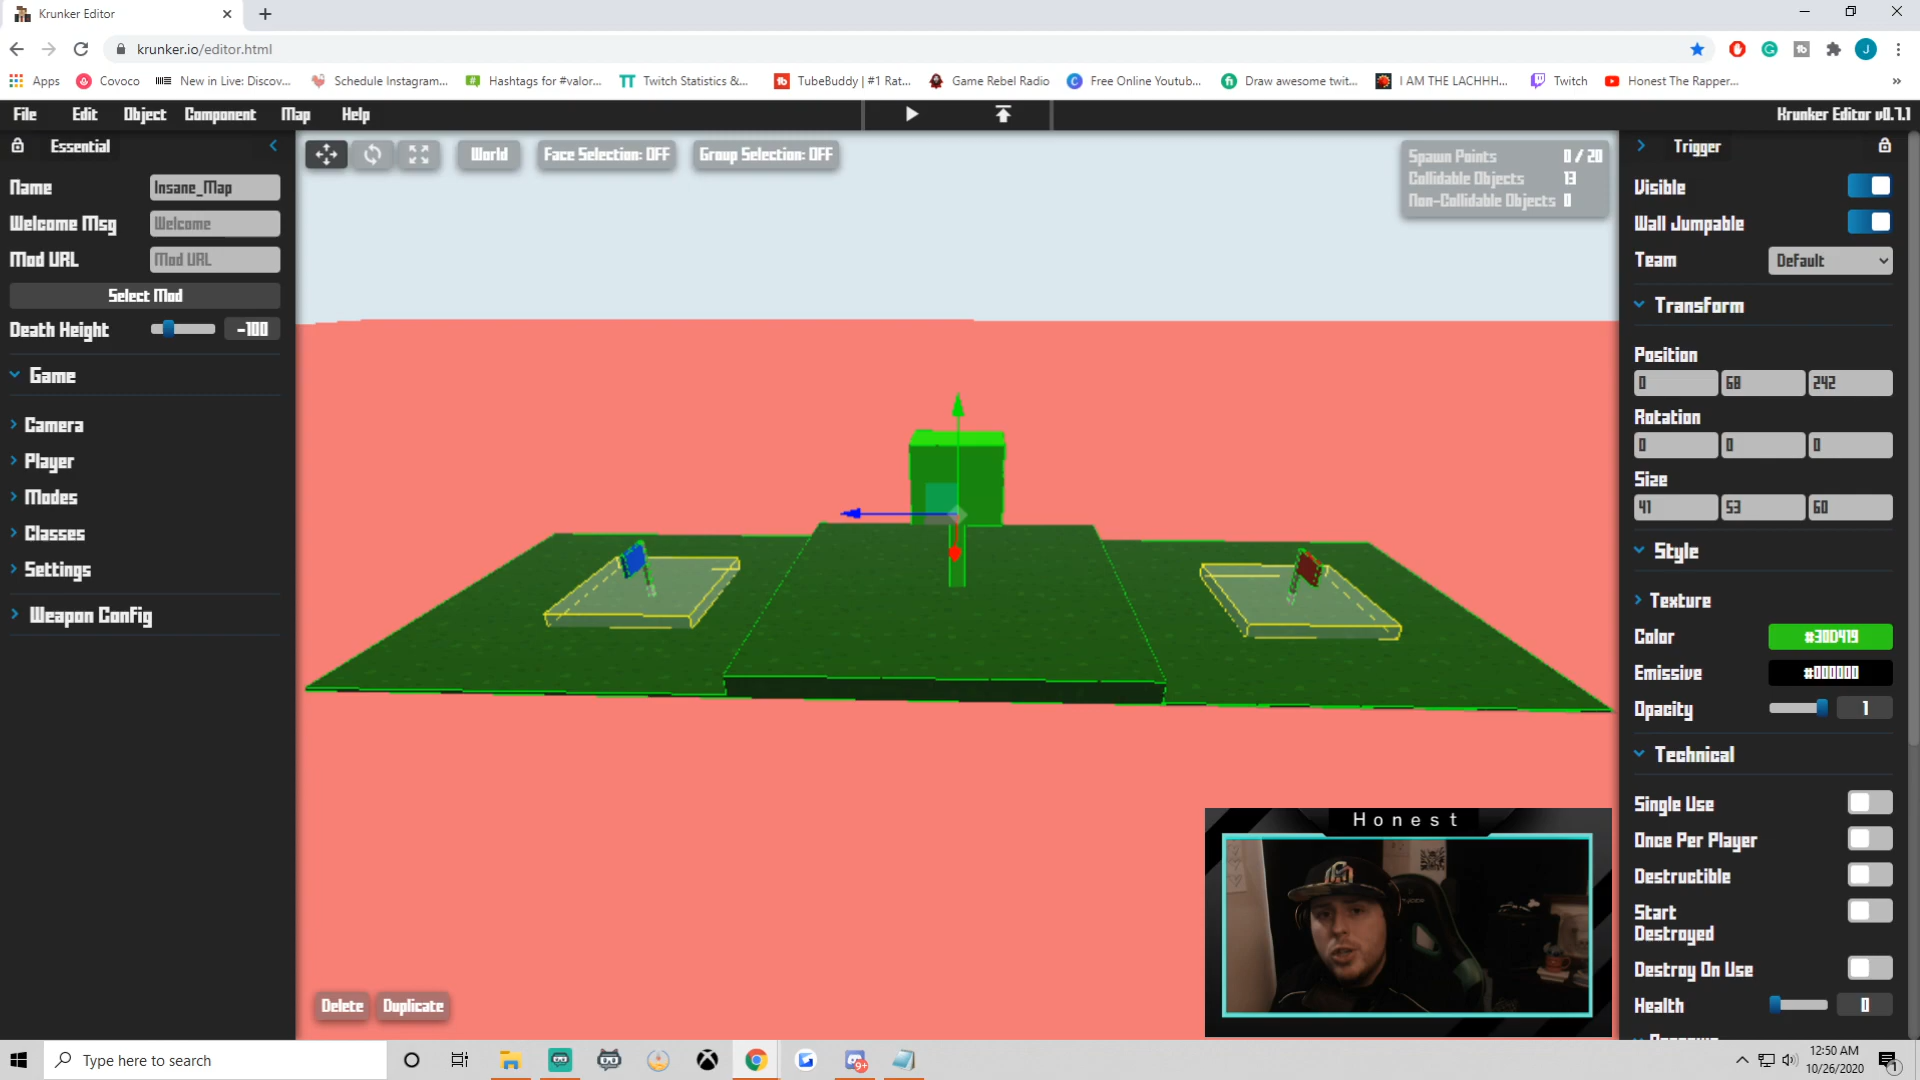 Krunker Editor
krunker.io/editor.html
Apps Covoco New in Live: Discov... Schedule Instagram... Hashtags for #valor... Twitch Statistics &... TubeBuddy | #1 Rat... Game Rebel Radio Free Online Youtub... Draw awesome twit... I AM THE LACHHH... Twitch Honest The Rapper... »
File Edit Object Component Map Help Krunker Editor v0.7.1
Essential
Name Insane_Map
Welcome Msg Welcome
Mod URL Mod URL
Select Mod
Death Height -100
Game
Camera
Player
Modes
Classes
Settings
Weapon Config
World Face Selection: OFF Group Selection: OFF
Spawn Points 0 / 20
Collidable Objects 13
Non-Collidable Objects 0
Delete Duplicate
Honest
Trigger
Visible
Wall Jumpable
Team Default
Transform
Position
0 68 242
Rotation
0 0 0
Size
41 53 60
Style
Texture
Color #30D419
Emissive #000000
Opacity 1
Technical
Single Use
Once Per Player
Destructible
Start
Destroyed
Destroy On Use
Health 0
Type here to search
9+
12:50 AM
10/26/2020
1